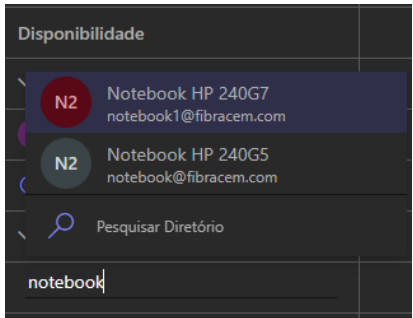 Disponibilidade
N2
Notebook HP 240G7
notebook1@fibracem.com
N2
Notebook HP 240G5
notebook@fibracem.com
Pesquisar Diretório
notebook